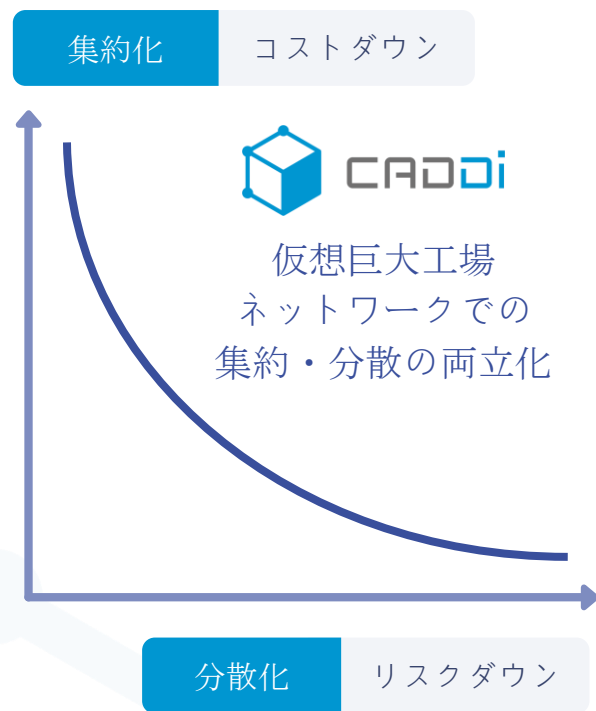 集約化 コストダウン
CADDi
仮想巨大工場
ネットワークでの
集約・分散の両立化
分散化 リスクダウン